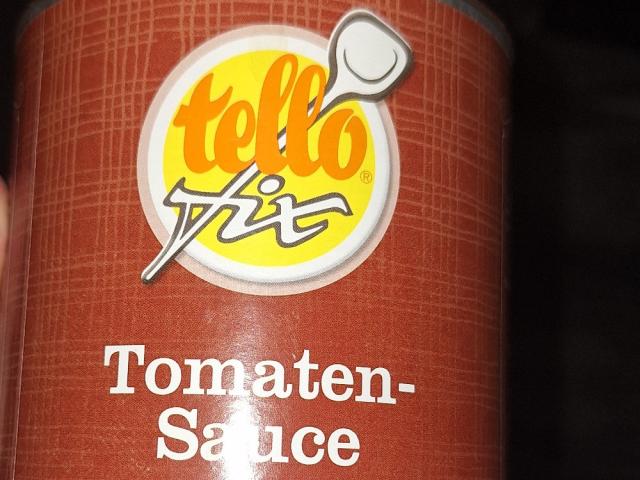 tello
fix
®
Tomaten-
Sauce